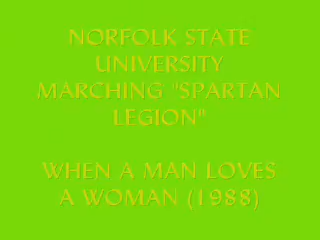 NORFOLK STATE
UNIVERSITY
MARCHING "SPARTAN
LEGION"
WHEN A MAN LOVES
A WOMAN (1988)